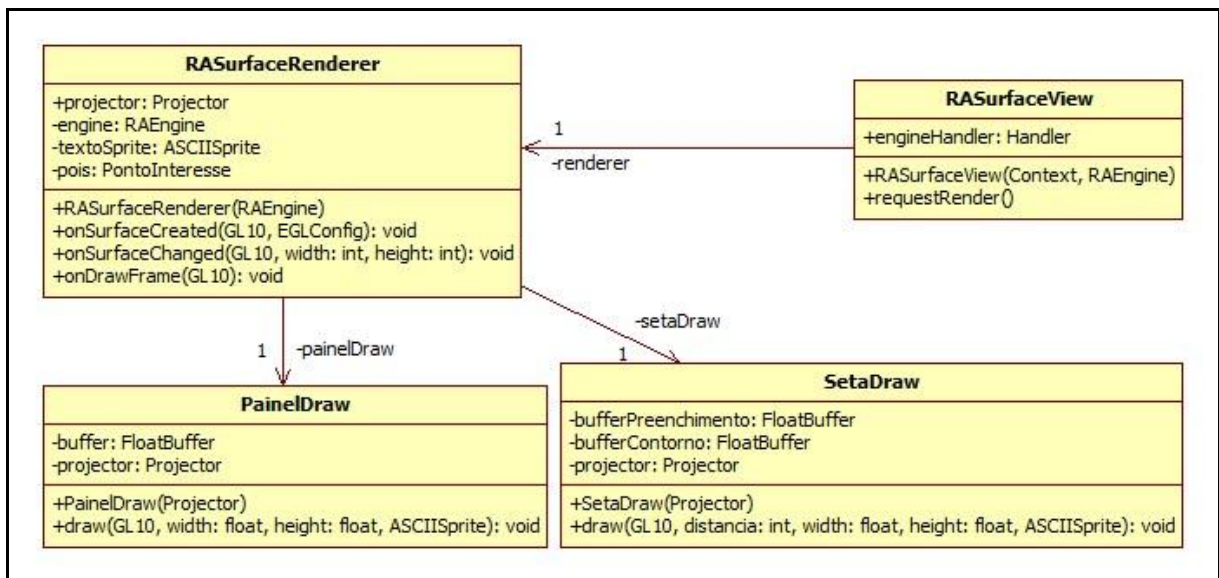 RASurfaceRenderer
+projector: Projector
-engine: RAEngine
-textoSprite: ASCIISprite
-pois: PontoInteresse
+RASurfaceRenderer(RAEngine)
+onSurfaceCreated(GL10, EGLConfig): void
+onSurfaceChanged(GL10, width: int, height: int): void
+onDrawFrame(GL10): void
1
-renderer
RASurfaceView
+engineHandler: Handler
+RASurfaceView(Context, RAEngine)
+requestRender()
1
-painelDraw
-setaDraw
1
PainelDraw
-buffer: FloatBuffer
-projector: Projector
+PainelDraw(Projector)
+draw(GL10, width: float, height: float, ASCIISprite): void
SetaDraw
-bufferPreenchimento: FloatBuffer
-bufferContorno: FloatBuffer
-projector: Projector
+SetaDraw(Projector)
+draw(GL10, distancia: int, width: float, height: float, ASCIISprite): void